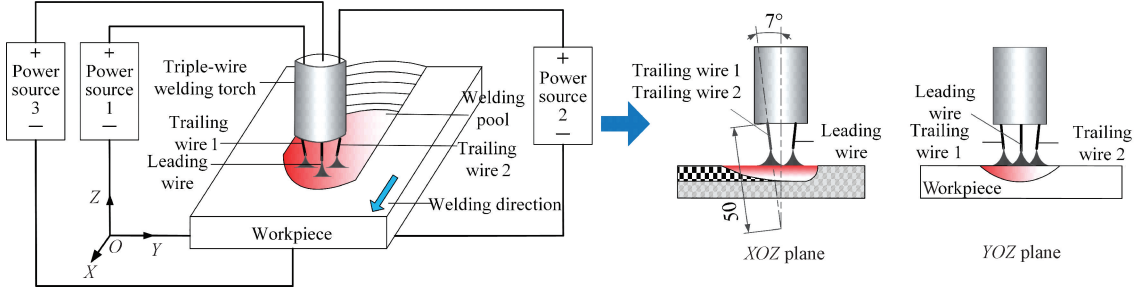 +
Power
source
3
—
+
Power
source
1
—
Triple-wire
welding torch
Trailing
wire 1
Leading
wire
Welding
pool
Trailing
wire 2
Welding direction
Workpiece
Z
O
Y
X
+
Power
source
2
—
7°
Trailing wire 1
Trailing wire 2
Leading
wire
50
XOZ plane
Leading
wire
Trailing
wire 1
Trailing
wire 2
Workpiece
YOZ plane